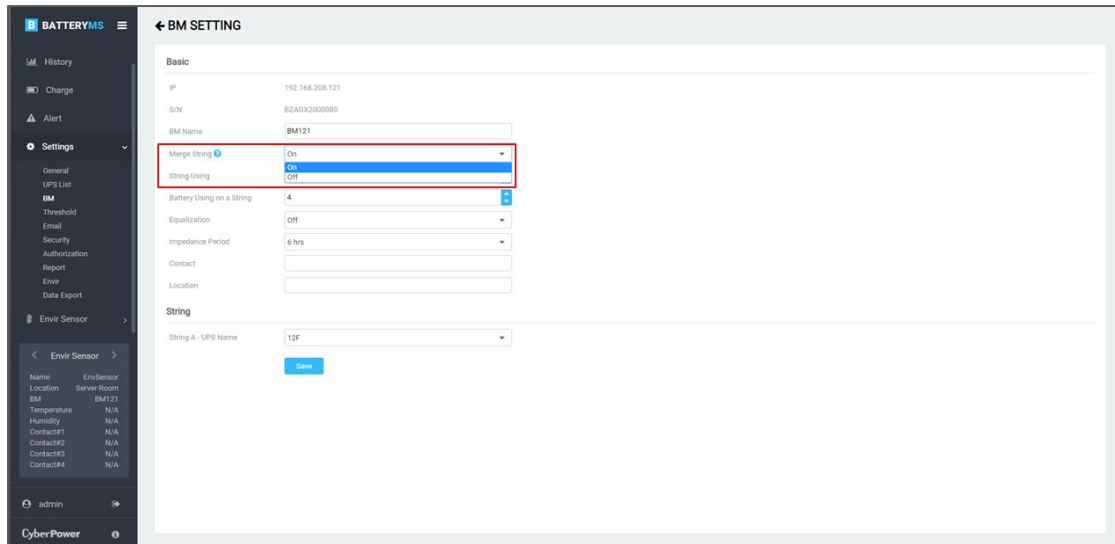 BATTERYMS
History
Charge
Alert
Settings
General
UPS List
BM
Threshold
Email
Security
Authorization
Report
Envir
Data Export
Envir Sensor
Envir Sensor
Name EnvSensor
Location Server Room
BM BM121
Temperature N/A
Humidity N/A
Contact#1 N/A
Contact#2 N/A
Contact#3 N/A
Contact#4 N/A
admin
CyberPower
BM SETTING
Basic
IP 192.168.208.121
S/N BZAGX2000080
BM Name BM121
Merge String On
On
String Using Off
Battery Using on a String 4
Equalization Off
Impedance Period 6 hrs
Contact
Location
String
String A - UPS Name 12F
Save